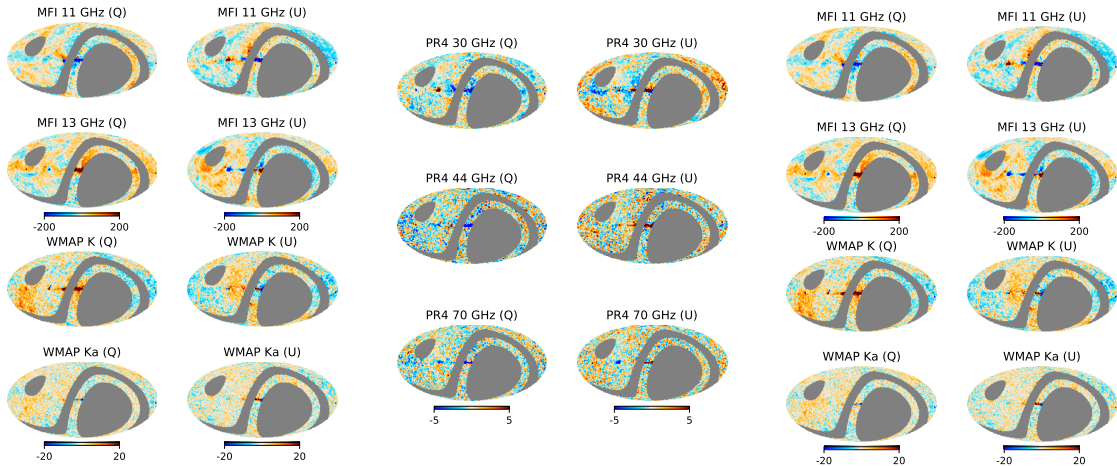 MFI 11 GHz (Q) MFI 11 GHz (U)
MFI 13 GHz (Q) MFI 13 GHz (U)
-200 200 -200 200
WMAP K (Q) WMAP K (U)
WMAP Ka (Q) WMAP Ka (U)
-20 20 -20 20
PR4 30 GHz (Q) PR4 30 GHz (U)
PR4 44 GHz (Q) PR4 44 GHz (U)
PR4 70 GHz (Q) PR4 70 GHz (U)
-5 5 -5 5
MFI 11 GHz (Q) MFI 11 GHz (U)
MFI 13 GHz (Q) MFI 13 GHz (U)
-200 200 -200 200
WMAP K (Q) WMAP K (U)
WMAP Ka (Q) WMAP Ka (U)
-20 20 -20 20